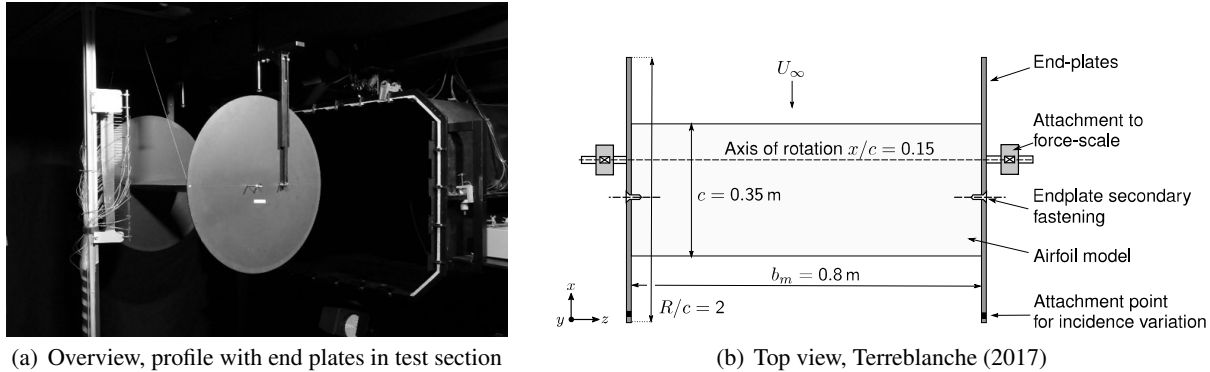 U∞
End-plates
Attachment to
force-scale
Axis of rotation x/c = 0.15
c = 0.35 m
Endplate secondary
fastening
Airfoil model
b_m = 0.8 m
x
y
z
R/c = 2
Attachment point
for incidence variation
(a) Overview, profile with end plates in test section
(b) Top view, Terreblanche (2017)